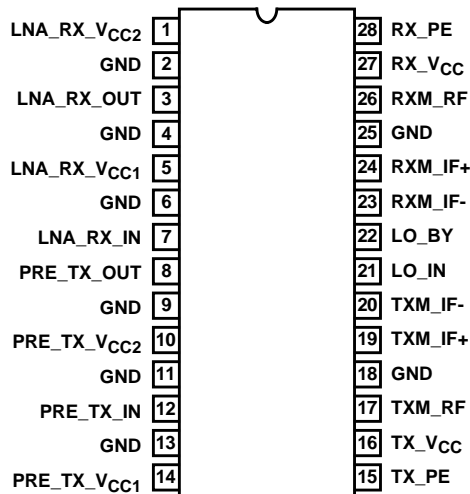 LNA_RX_VCC2 1 28 RX_PE
GND 2 27 RX_VCC
LNA_RX_OUT 3 26 RXM_RF
GND 4 25 GND
LNA_RX_VCC1 5 24 RXM_IF+
GND 6 23 RXM_IF-
LNA_RX_IN 7 22 LO_BY
PRE_TX_OUT 8 21 LO_IN
GND 9 20 TXM_IF-
PRE_TX_VCC2 10 19 TXM_IF+
GND 11 18 GND
PRE_TX_IN 12 17 TXM_RF
GND 13 16 TX_VCC
PRE_TX_VCC1 14 15 TX_PE